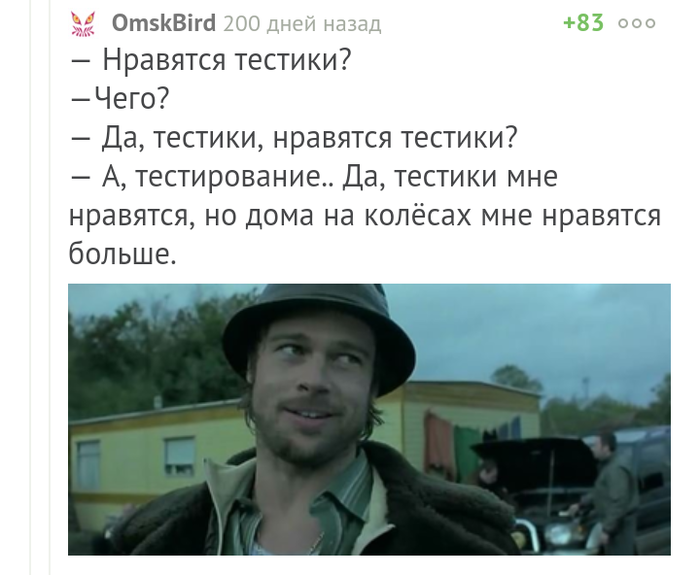 OmskBird 200 дней назад +83
— Нравятся тестики?
—Чего?
— Да, тестики, нравятся тестики?
— А, тестирование.. Да, тестики мне
нравятся, но дома на колёсах мне нравятся
больше.